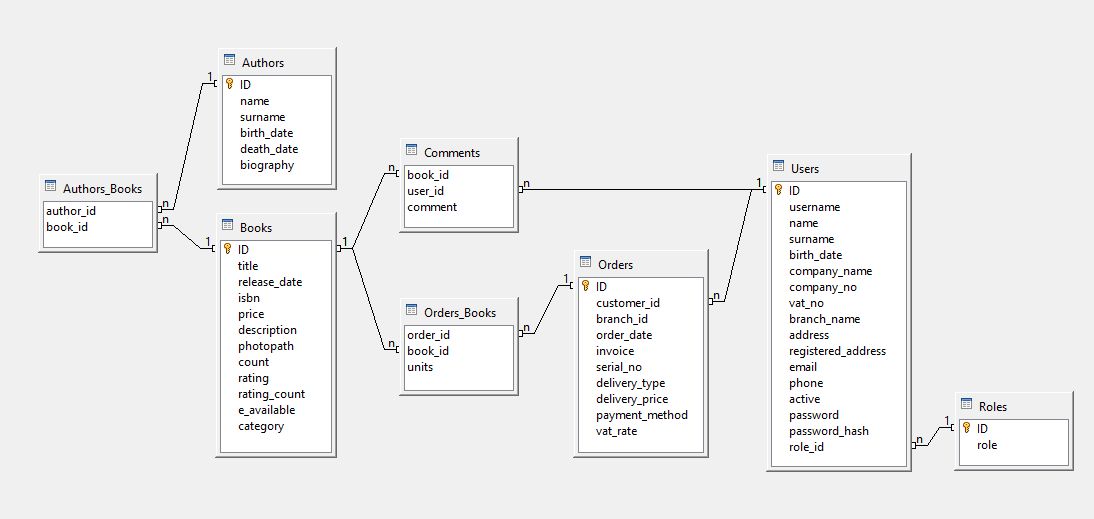 Authors
ID
name
surname
birth_date
death_date
biography
1
Authors_Books
author_id
book_id
n
n
Books
ID
title
release_date
isbn
price
description
photopath
count
rating
rating_count
e_available
category
1
1
Comments
book_id
user_id
comment
n
n
Orders_Books
order_id
book_id
units
n
n
Orders
ID
customer_id
branch_id
order_date
invoice
serial_no
delivery_type
delivery_price
payment_method
vat_rate
1
n
Users
ID
username
name
surname
birth_date
company_name
company_no
vat_no
branch_name
address
registered_address
email
phone
active
password
password_hash
role_id
1
n
Roles
ID
role
1